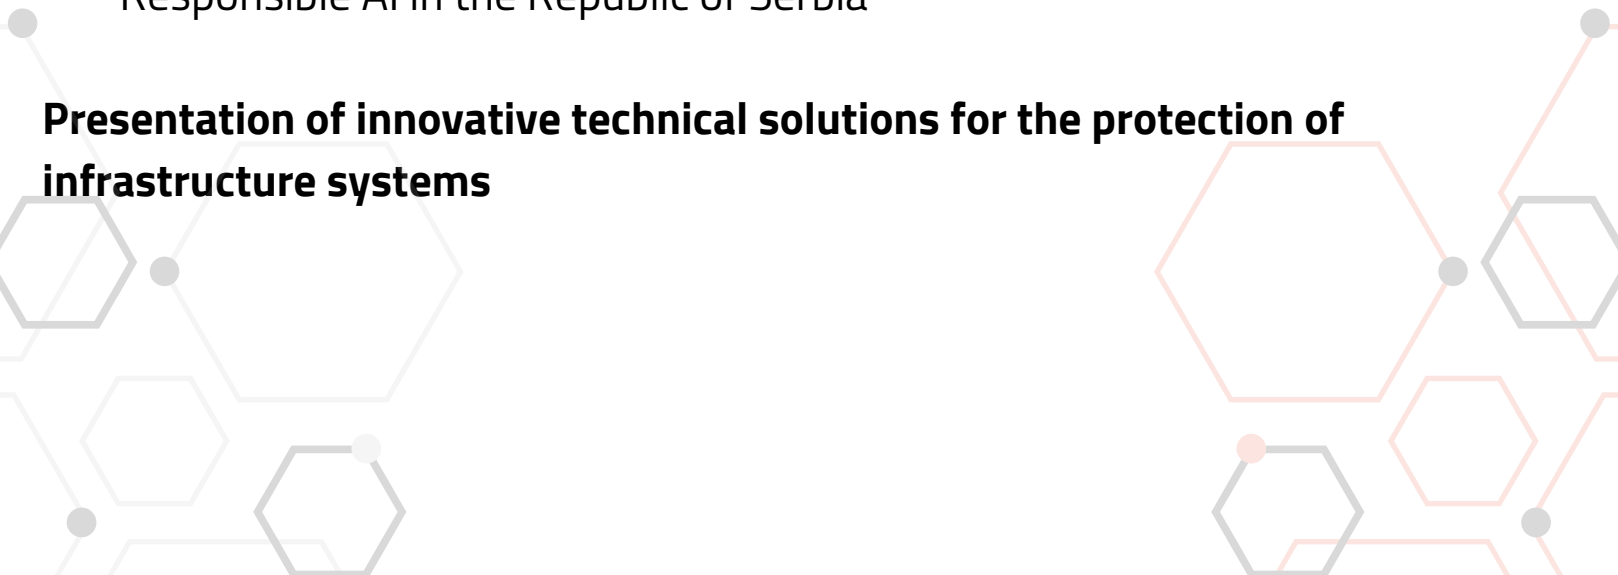 Responsible AI in the Republic of Serbia
Presentation of innovative technical solutions for the protection of
infrastructure systems